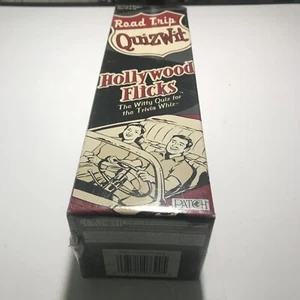 Road Trip
QuizWit
Hollywood
Flicks
The Witty Quiz for
the Trivia Whiz
PATCH